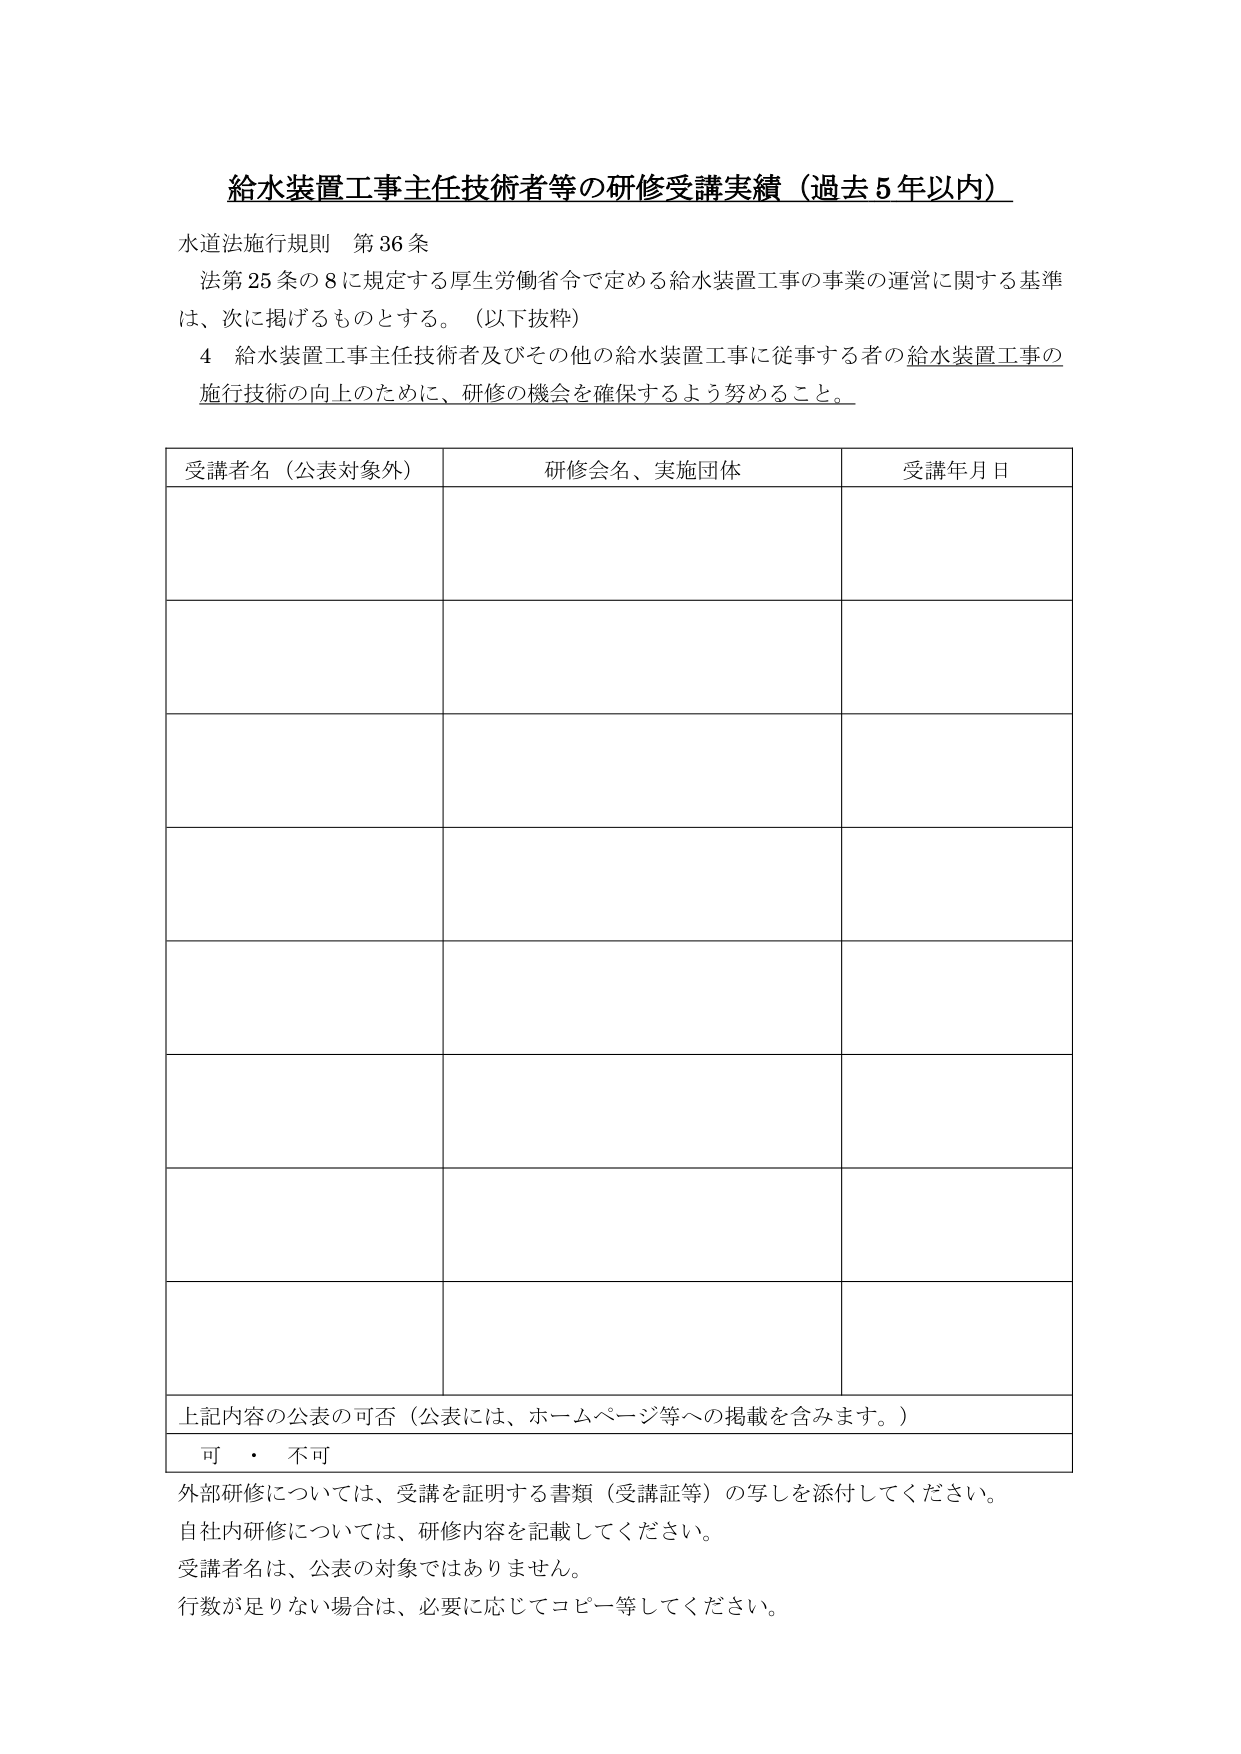 給水装置工事主任技術者等の研修受講実績（過去5年以内）
水道法施行規則　第36条
　法第25条の8に規定する厚生労働省令で定める給水装置工事の事業の運営に関する基準
は、次に掲げるものとする。（以下抜粋）
　4　給水装置工事主任技術者及びその他の給水装置工事に従事する者の給水装置工事の
　施行技術の向上のために、研修の機会を確保するよう努めること。
受講者名（公表対象外）　研修会名、実施団体　受講年月日
上記内容の公表の可否（公表には、ホームページ等への掲載を含みます。）
　可　・　不可
外部研修については、受講を証明する書類（受講証等）の写しを添付してください。
自社内研修については、研修内容を記載してください。
受講者名は、公表の対象ではありません。
行数が足りない場合は、必要に応じてコピー等してください。